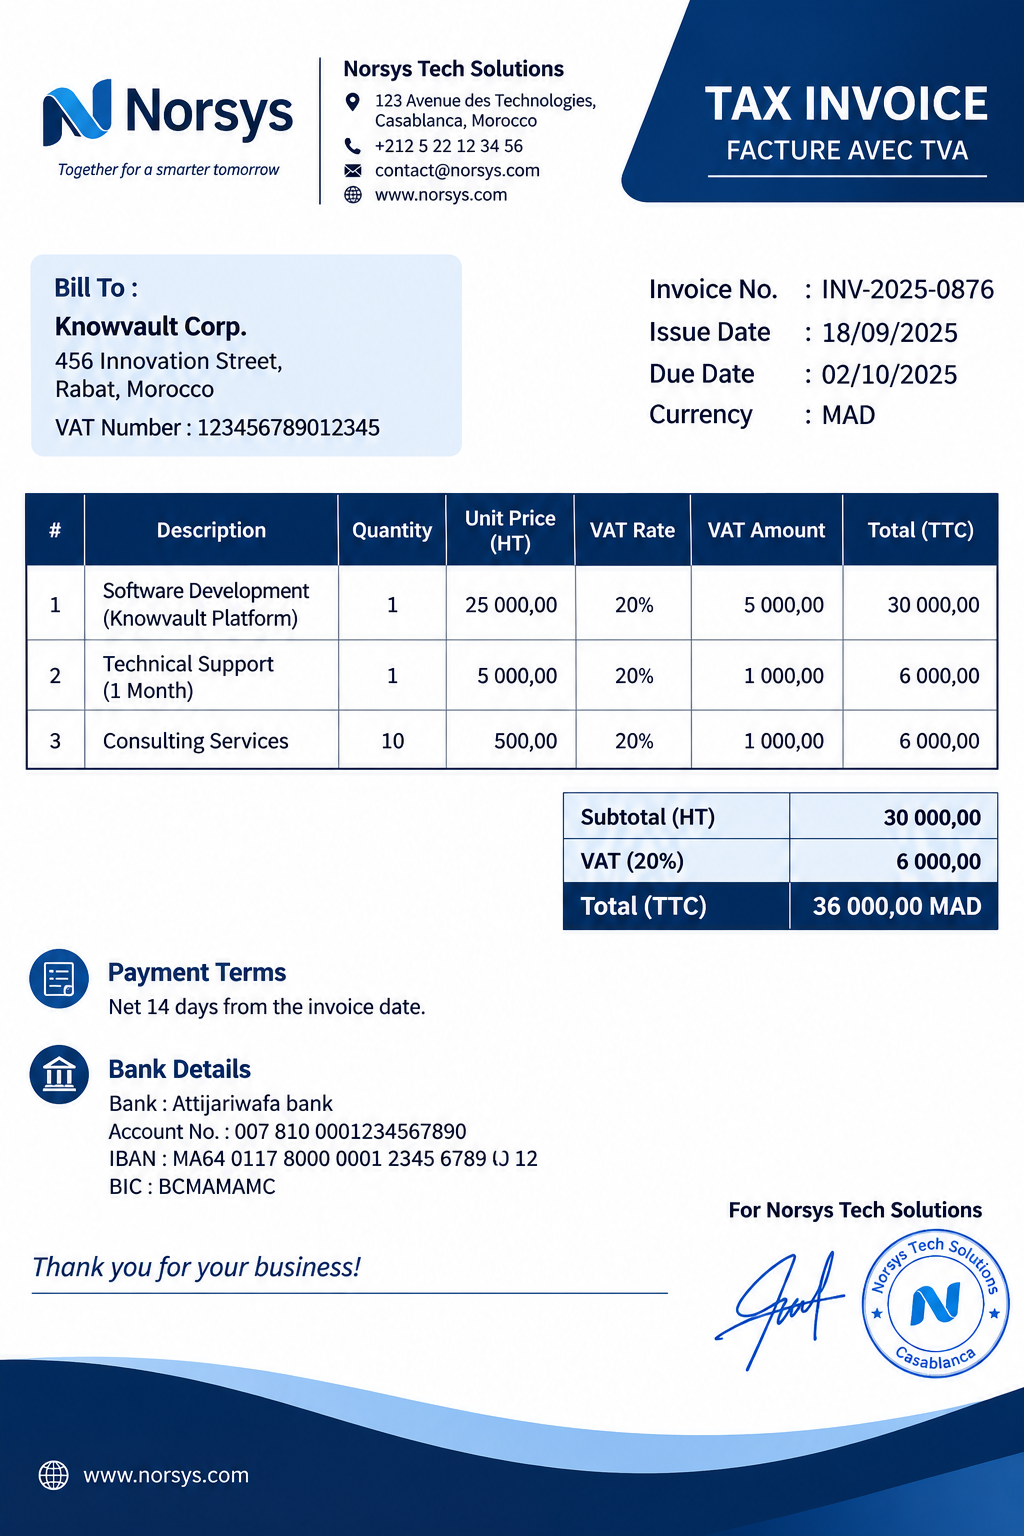 Norsys
Together for a smarter tomorrow
Norsys Tech Solutions
123 Avenue des Technologies,
Casablanca, Morocco
+212 5 22 12 34 56
contact@norsys.com
www.norsys.com
TAX INVOICE
FACTURE AVEC TVA
Bill To :
Knowvault Corp.
456 Innovation Street,
Rabat, Morocco
VAT Number : 123456789012345
Invoice No. : INV-2025-0876
Issue Date : 18/09/2025
Due Date : 02/10/2025
Currency : MAD
# Description Quantity Unit Price (HT) VAT Rate VAT Amount Total (TTC)
1 Software Development (Knowvault Platform) 1 25 000,00 20% 5 000,00 30 000,00
2 Technical Support (1 Month) 1 5 000,00 20% 1 000,00 6 000,00
3 Consulting Services 10 500,00 20% 1 000,00 6 000,00
Subtotal (HT) 30 000,00
VAT (20%) 6 000,00
Total (TTC) 36 000,00 MAD
Payment Terms
Net 14 days from the invoice date.
Bank Details
Bank : Attijariwafa bank
Account No. : 007 810 0001234567890
IBAN : MA64 0117 8000 0001 2345 6789 12
BIC : BCMAMAMC
For Norsys Tech Solutions
Norsys Tech Solutions
Casablanca
Thank you for your business!
www.norsys.com